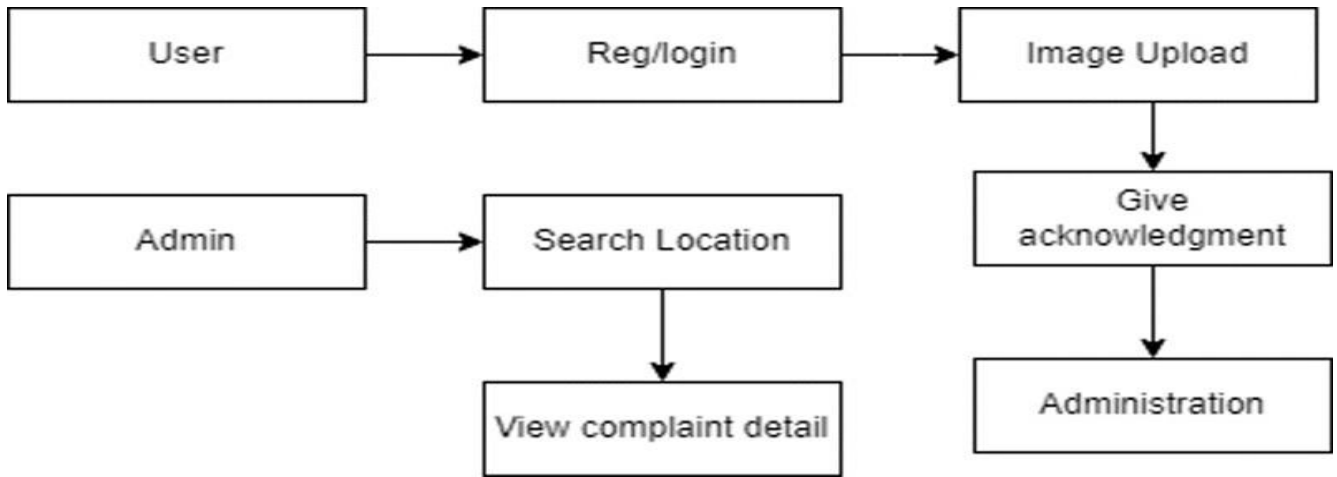 User
Reg/login
Image Upload
Give
acknowledgment
Admin
Search Location
Administration
View complaint detail